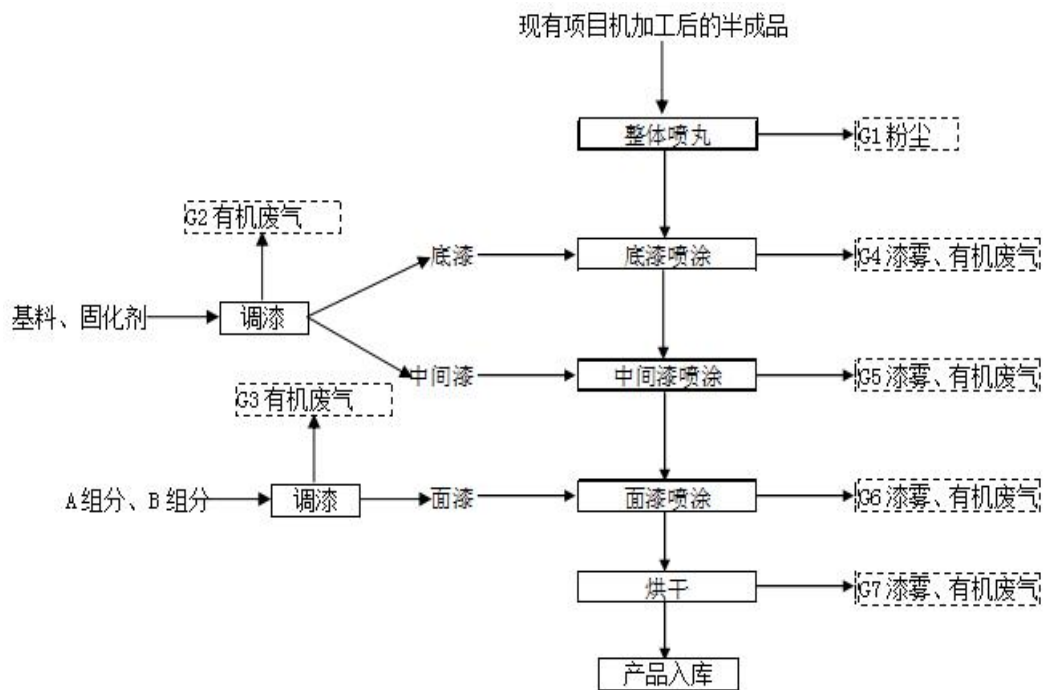 现有项目机加工后的半成品
整体喷丸
G1 粉尘
G2 有机废气
底漆
底漆喷涂
G4 漆雾、有机废气
基料、固化剂
调漆
中间漆
中间漆喷涂
G5 漆雾、有机废气
G3 有机废气
A 组分、B 组分
调漆
面漆
面漆喷涂
G6 漆雾、有机废气
烘干
G7 漆雾、有机废气
产品入库